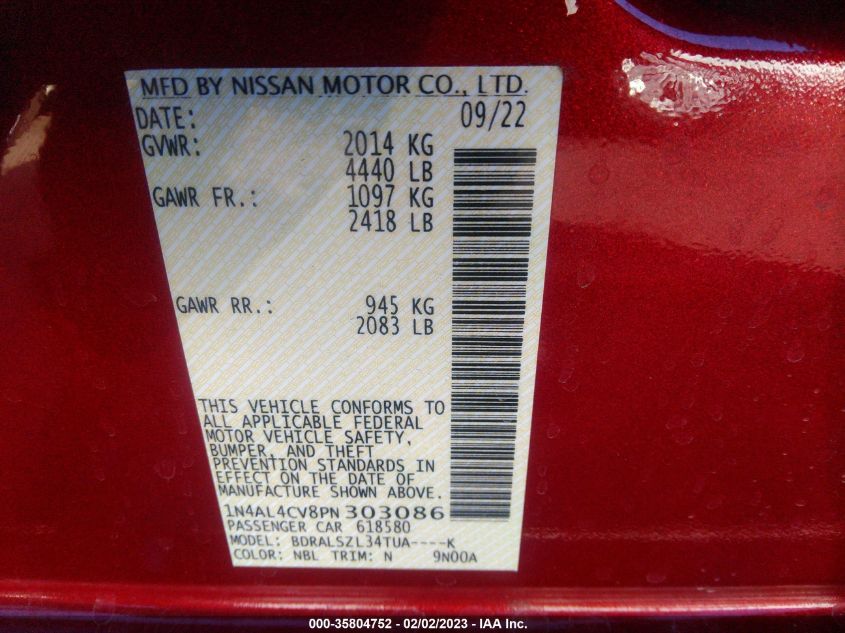 MFD BY NISSAN MOTOR CO., LTD.
DATE: 09/22
GVWR: 2014 KG
4440 LB
GAWR FR.: 1097 KG
2418 LB
GAWR RR.: 945 KG
2083 LB
THIS VEHICLE CONFORMS TO
ALL APPLICABLE FEDERAL
MOTOR VEHICLE SAFETY,
BUMPER, AND THEFT
PREVENTION STANDARDS IN
EFFECT ON THE DATE OF
MANUFACTURE SHOWN ABOVE.
1N4AL4CV8PN 303086
PASSENGER CAR 618580
MODEL: BDRALSZL34TUA----K
COLOR: NBL TRIM: N 9N00A
000-35804752 - 02/02/2023 - IAA Inc.